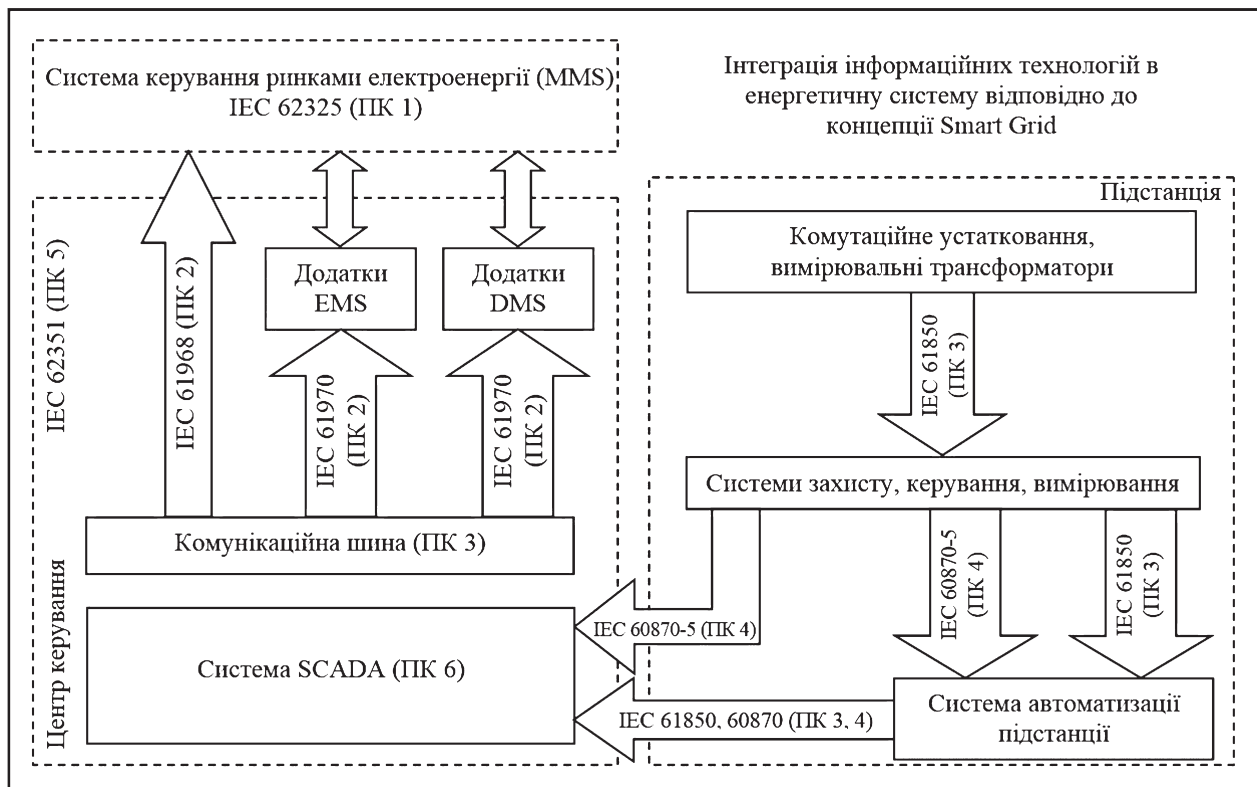 Система керування ринками електроенергії (MMS)
IEC 62325 (ПК 1)
Інтеграція інформаційних технологій в
енергетичну систему відповідно до
концепції Smart Grid
IEC 62351 (ПК 5)
Центр керування
IEC 61968 (ПК 2)
Додатки
EMS
Додатки
DMS
IEC 61970
(ПК 2)
IEC 61970
(ПК 2)
Комунікаційна шина (ПК 3)
Система SCADA (ПК 6)
Підстанція
Комутаційне устатковання,
вимірювальні трансформатори
IEC 61850
(ПК 3)
Системи захисту, керування, вимірювання
IEC 60870-5 (ПК 4)
IEC 60870-5
(ПК 4)
IEC 61850
(ПК 3)
IEC 61850, 60870 (ПК 3, 4)
Система автоматизації
підстанції